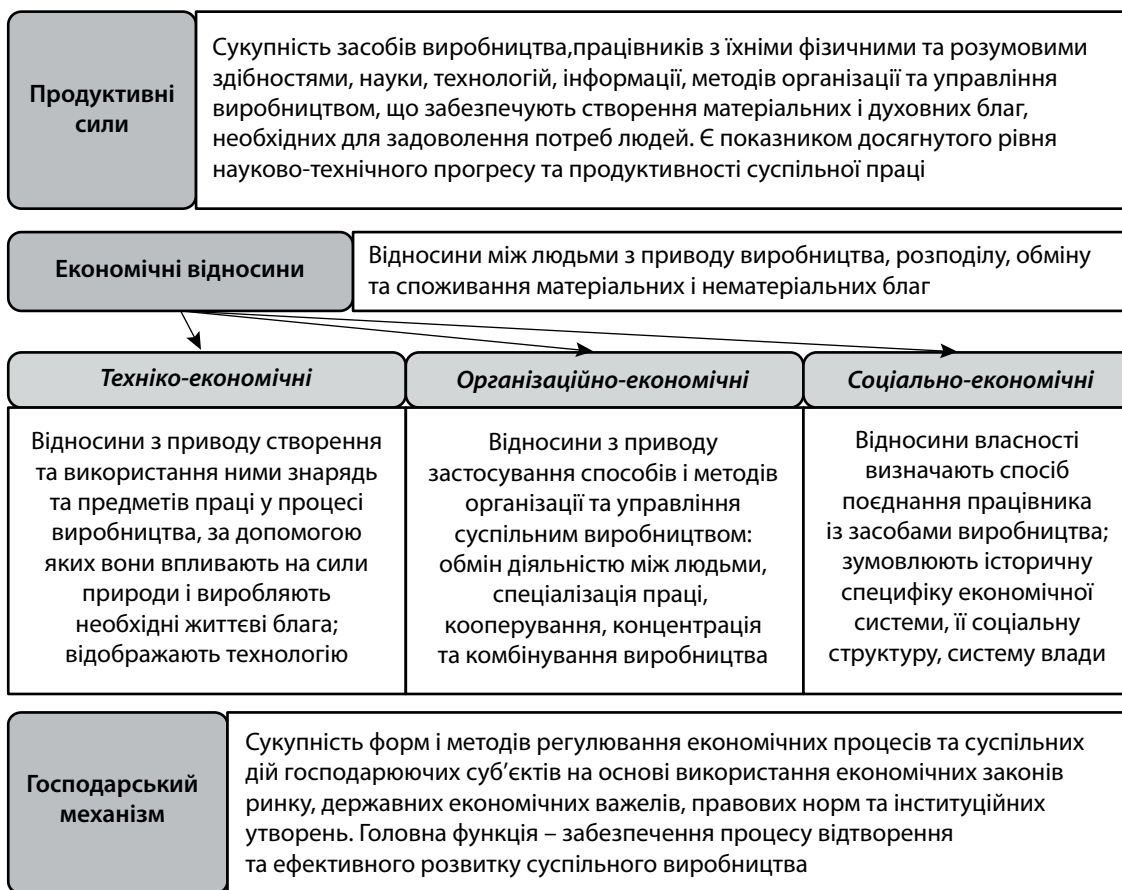 Продуктивні
сили
Сукупність засобів виробництва,працівників з їхніми фізичними та розумовими
здібностями, науки, технологій, інформації, методів організації та управління
виробництвом, що забезпечують створення матеріальних і духовних благ,
необхідних для задоволення потреб людей. Є показником досягнутого рівня
науково-технічного прогресу та продуктивності суспільної праці
Економічні відносини
Відносини між людьми з приводу виробництва, розподілу, обміну
та споживання матеріальних і нематеріальних благ
Техніко-економічні
Відносини з приводу створення
та використання ними знарядь
та предметів праці у процесі
виробництва, за допомогою
яких вони впливають на сили
природи і виробляють
необхідні життєві блага;
відображають технологію
Організаційно-економічні
Відносини з приводу
застосування способів і методів
організації та управління
суспільним виробництвом:
обмін діяльністю між людьми,
спеціалізація праці,
кооперування, концентрація
та комбінування виробництва
Соціально-економічні
Відносини власності
визначають спосіб
поєднання працівника
із засобами виробництва;
зумовлюють історичну
специфіку економічної
системи, її соціальну
структуру, систему влади
Господарський
механізм
Сукупність форм і методів регулювання економічних процесів та суспільних
дій господарюючих суб’єктів на основі використання економічних законів
ринку, державних економічних важелів, правових норм та інституційних
утворень. Головна функція – забезпечення процесу відтворення
та ефективного розвитку суспільного виробництва